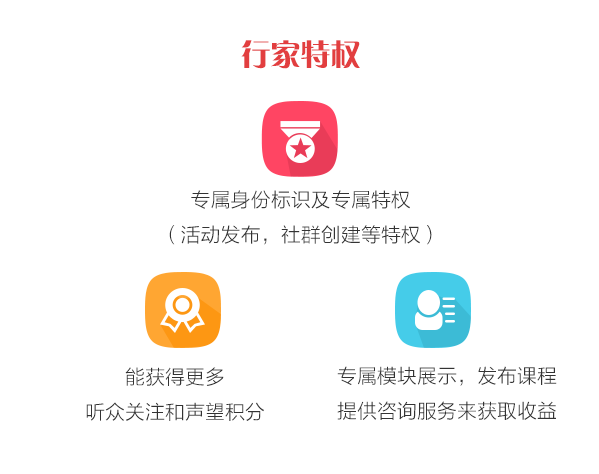 行家特权
专属身份标识及专属特权
（活动发布，社群创建等特权）
能获得更多
听众关注和声望积分
专属模块展示，发布课程
提供咨询服务来获取收益